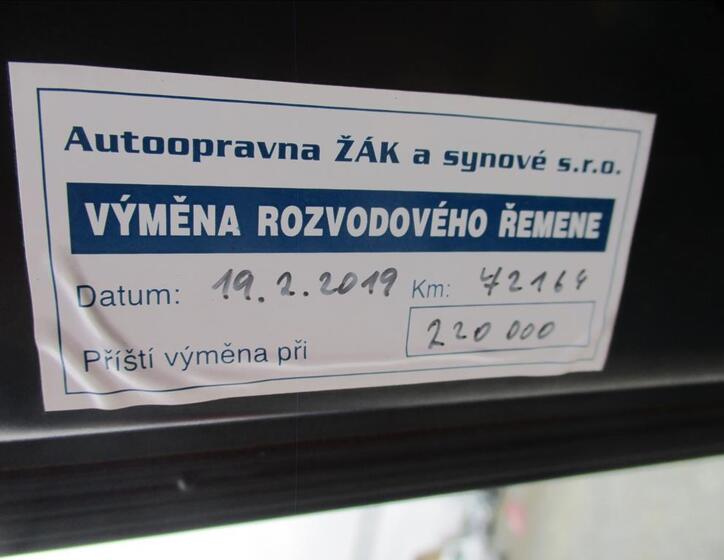 Autoopravna ŽÁK a synové s.r.o.
VÝMĚNA ROZVODOVÉHO ŘEMENE
Datum: 19.2.2019 Km: 72164
Příští výměna při 220 000